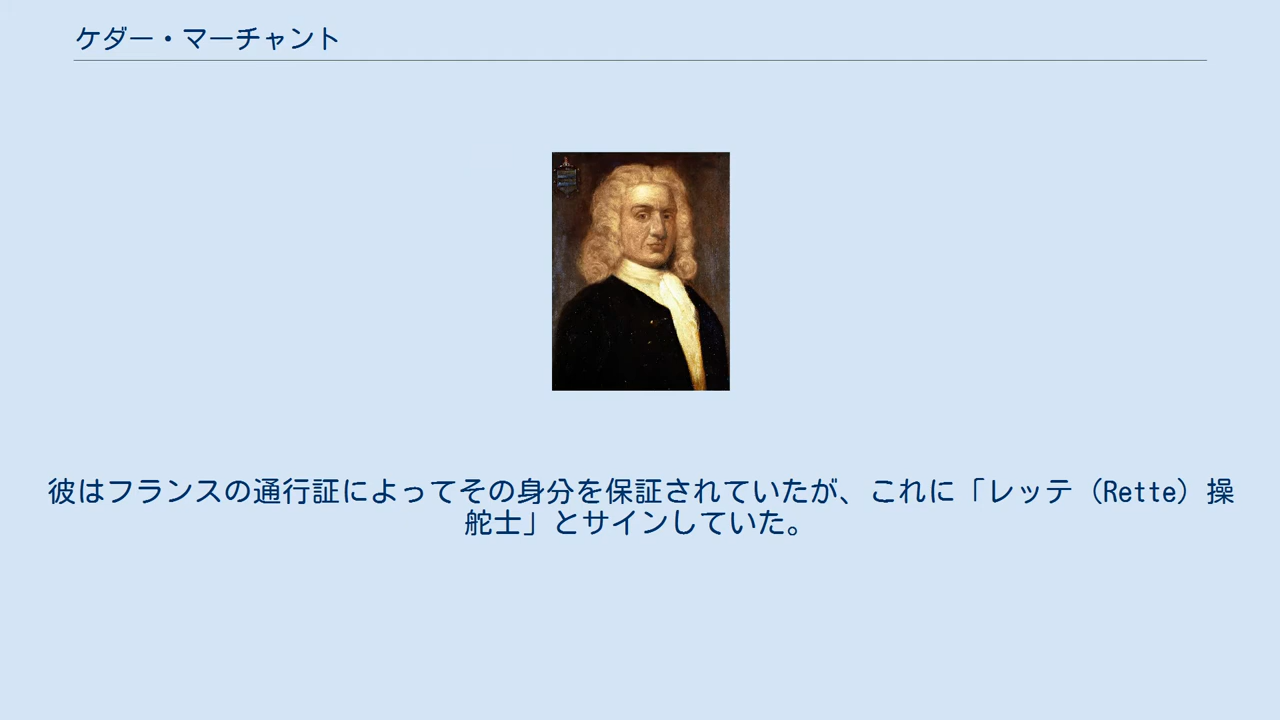 ケダー・マーチャント
彼はフランスの通行証によってその身分を保証されていたが、これに「レッテ（Rette）操
舵士」とサインしていた。